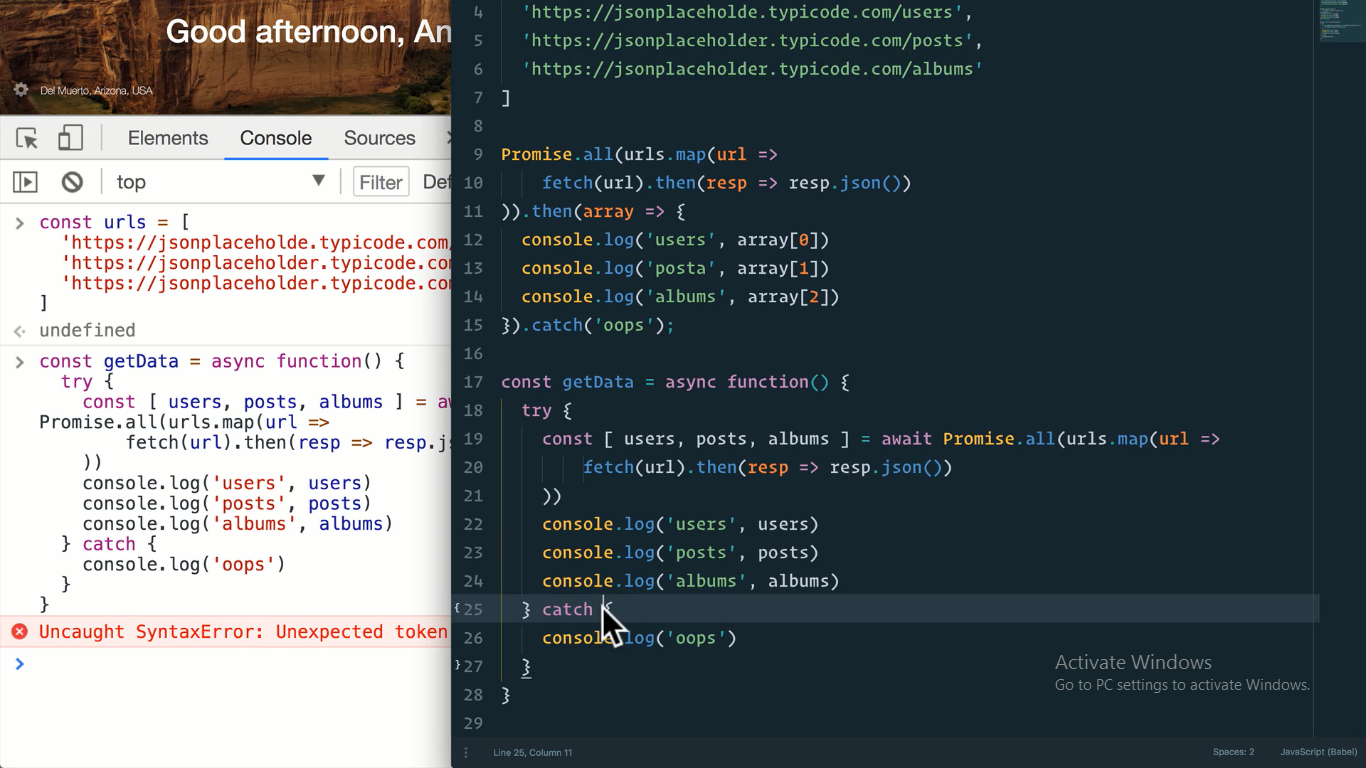 Good afternoon, An
Del Muerto, Arizona, USA
Elements Console Sources
top Filter Def
const urls = [
'https://jsonplaceholde.typicode.com/
'https://jsonplaceholder.typicode.co
'https://jsonplaceholder.typicode.co
]
undefined
const getData = async function() {
try {
const [ users, posts, albums ] = aw
Promise.all(urls.map(url =>
fetch(url).then(resp => resp.js
))
console.log('users', users)
console.log('posts', posts)
console.log('albums', albums)
} catch {
console.log('oops')
}
}
Uncaught SyntaxError: Unexpected token
4 'https://jsonplaceholde.typicode.com/users',
5 'https://jsonplaceholder.typicode.com/posts',
6 'https://jsonplaceholder.typicode.com/albums'
7 ]
8
9 Promise.all(urls.map(url =>
10 fetch(url).then(resp => resp.json())
11 )).then(array => {
12 console.log('users', array[0])
13 console.log('posta', array[1])
14 console.log('albums', array[2])
15 }).catch('oops');
16
17 const getData = async function() {
18 try {
19 const [ users, posts, albums ] = await Promise.all(urls.map(url =>
20 fetch(url).then(resp => resp.json())
21 ))
22 console.log('users', users)
23 console.log('posts', posts)
24 console.log('albums', albums)
25 } catch {
26 console.log('oops')
27 }
28 }
29
Activate Windows
Go to PC settings to activate Windows.
Line 25, Column 11 Spaces: 2 JavaScript (Babel)